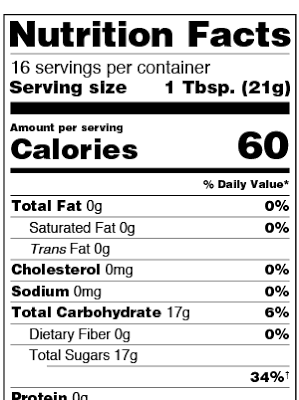 Nutrition Facts
16 servings per container
Serving size 1 Tbsp. (21g)
Amount per serving
Calories 60
% Daily Value*
Total Fat 0g 0%
Saturated Fat 0g 0%
Trans Fat 0g
Cholesterol 0mg 0%
Sodium 0mg 0%
Total Carbohydrate 17g 6%
Dietary Fiber 0g 0%
Total Sugars 17g
34%†
Protein 0g